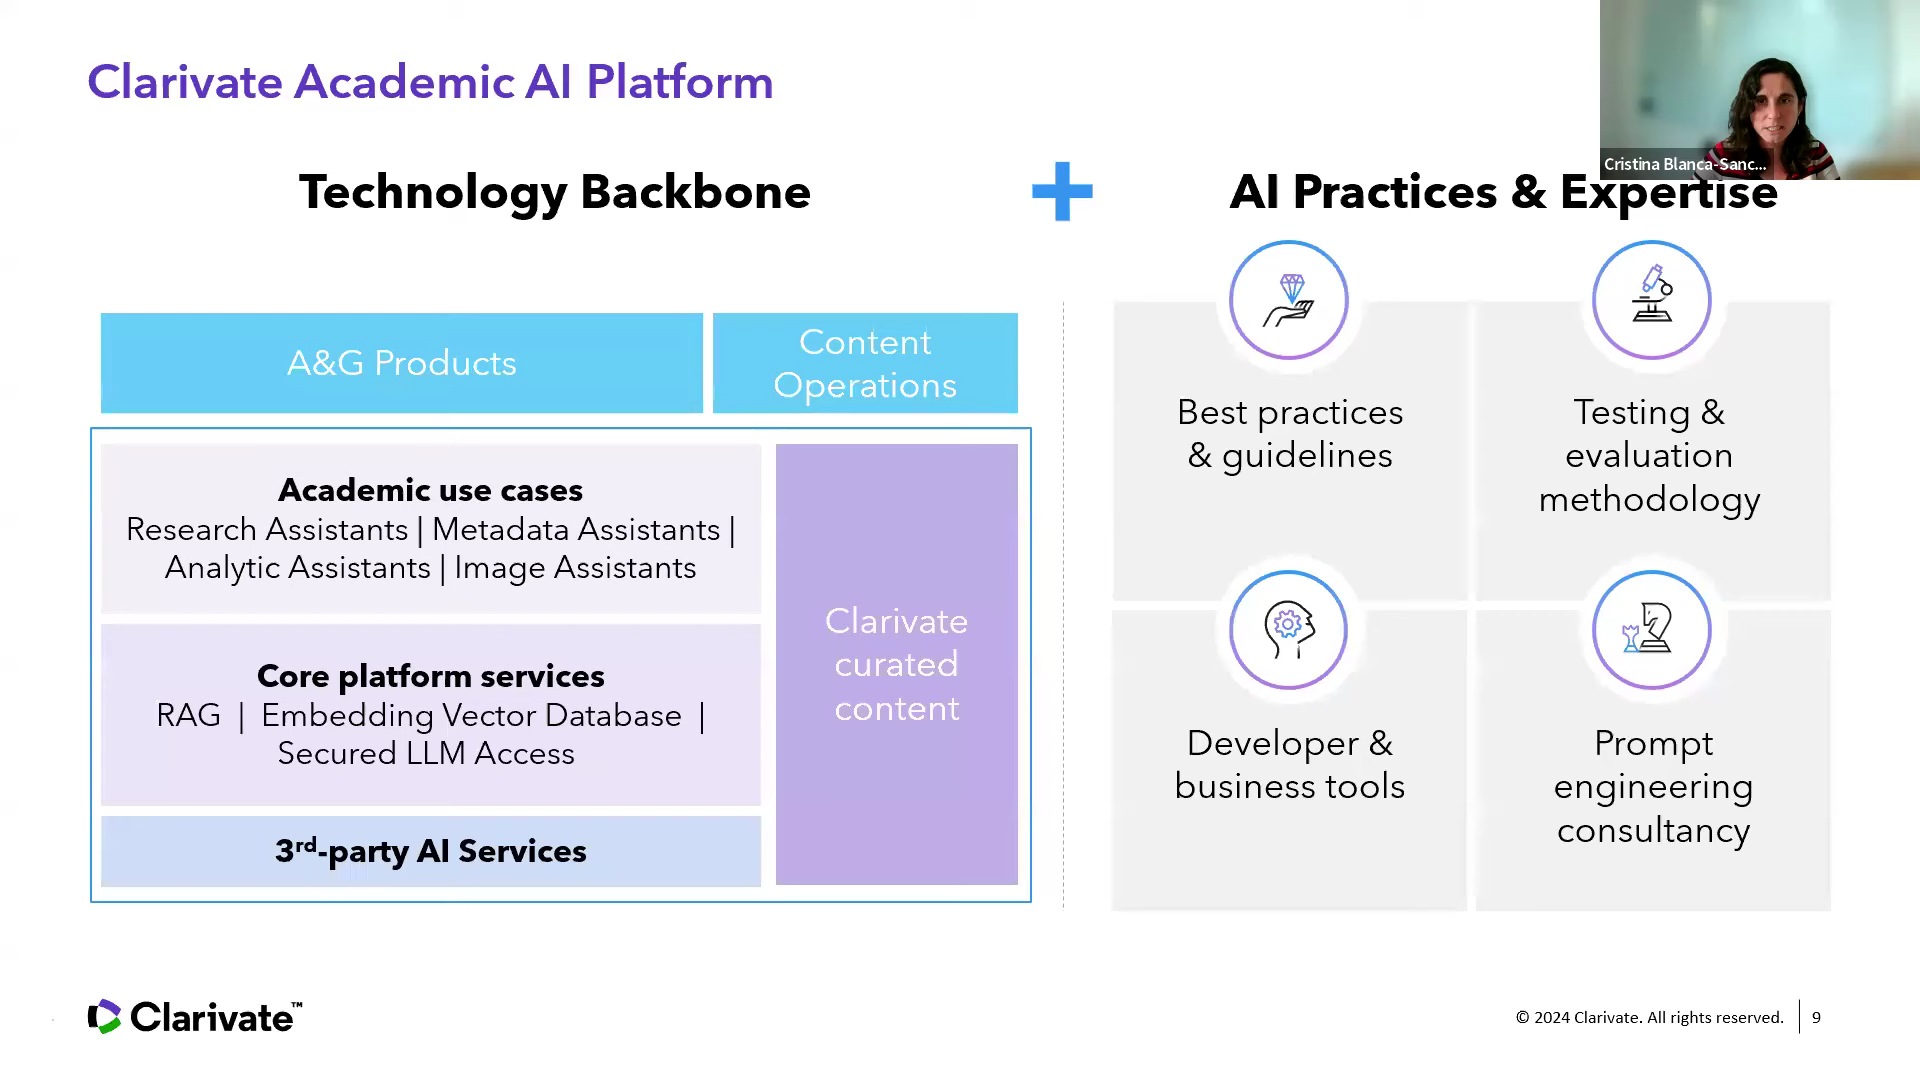 Clarivate Academic AI Platform
Cristina Blanca-Sanc...
Technology Backbone
+
AI Practices & Expertise
A&G Products
Content
Operations
Academic use cases
Research Assistants | Metadata Assistants |
Analytic Assistants | Image Assistants
Core platform services
RAG | Embedding Vector Database |
Secured LLM Access
3rd-party AI Services
Clarivate
curated
content
Best practices
& guidelines
Testing &
evaluation
methodology
Developer &
business tools
Prompt
engineering
consultancy
Clarivate™
© 2024 Clarivate. All rights reserved.
9